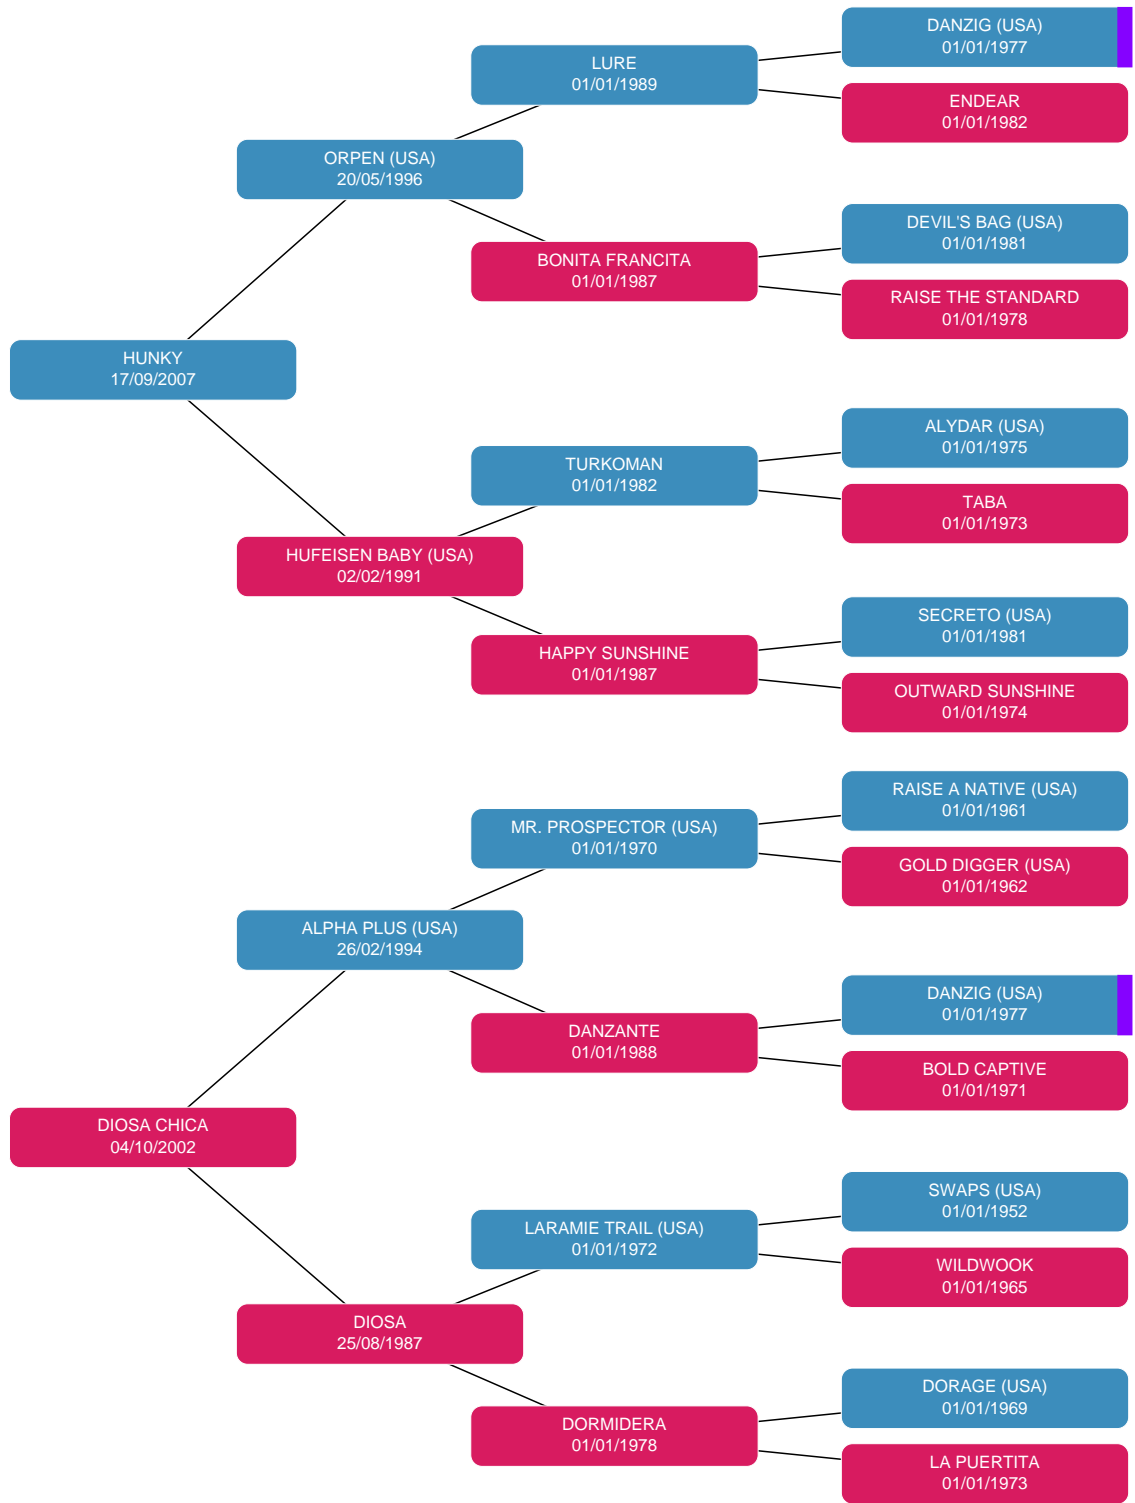 DANZIG (USA)
01/01/1977
LURE
01/01/1989
ENDEAR
01/01/1982
ORPEN (USA)
20/05/1996
DEVIL'S BAG (USA)
01/01/1981
BONITA FRANCITA
01/01/1987
RAISE THE STANDARD
01/01/1978
HUNKY
17/09/2007
ALYDAR (USA)
01/01/1975
TURKOMAN
01/01/1982
TABA
01/01/1973
HUFEISEN BABY (USA)
02/02/1991
SECRETO (USA)
01/01/1981
HAPPY SUNSHINE
01/01/1987
OUTWARD SUNSHINE
01/01/1974
RAISE A NATIVE (USA)
01/01/1961
MR. PROSPECTOR (USA)
01/01/1970
GOLD DIGGER (USA)
01/01/1962
ALPHA PLUS (USA)
26/02/1994
DANZIG (USA)
01/01/1977
DANZANTE
01/01/1988
BOLD CAPTIVE
01/01/1971
DIOSA CHICA
04/10/2002
SWAPS (USA)
01/01/1952
LARAMIE TRAIL (USA)
01/01/1972
WILDWOOK
01/01/1965
DIOSA
25/08/1987
DORAGE (USA)
01/01/1969
DORMIDERA
01/01/1978
LA PUERTITA
01/01/1973